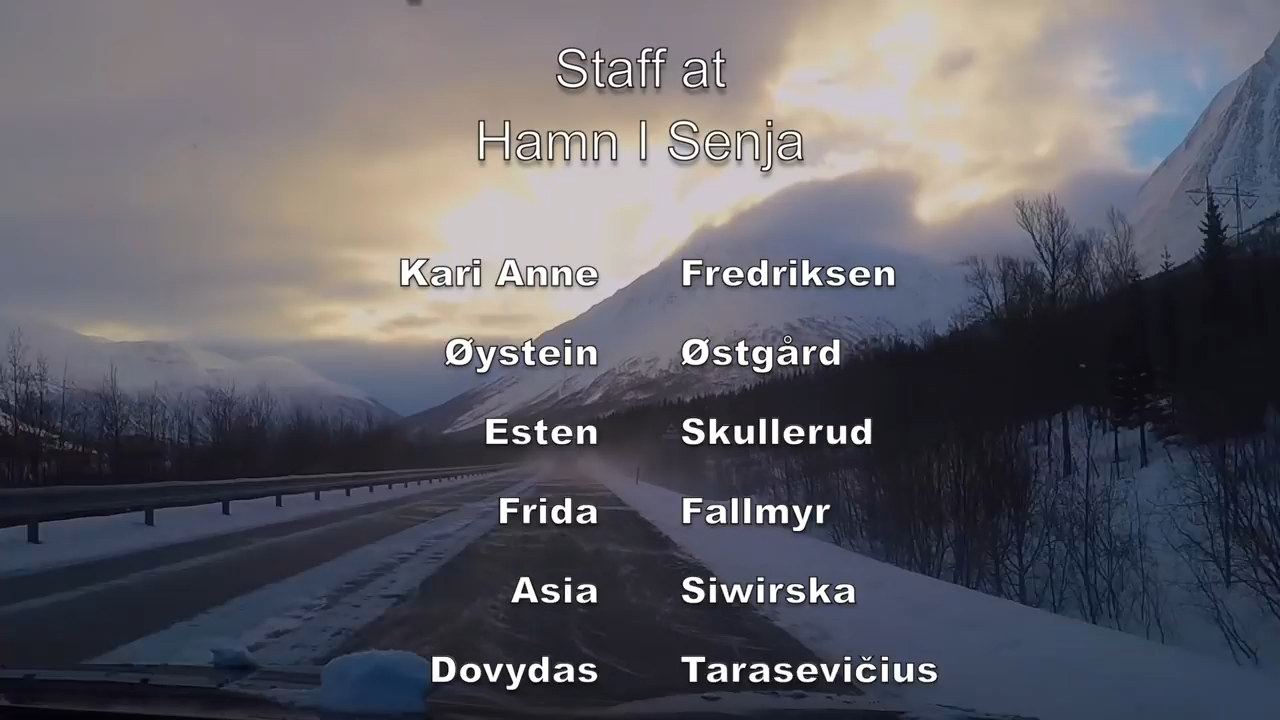 Staff at
Hamn I Senja
Kari Anne Fredriksen
Øystein Østgård
Esten Skullerud
Frida Fallmyr
Asia Siwirska
Dovydas Tarasevičius